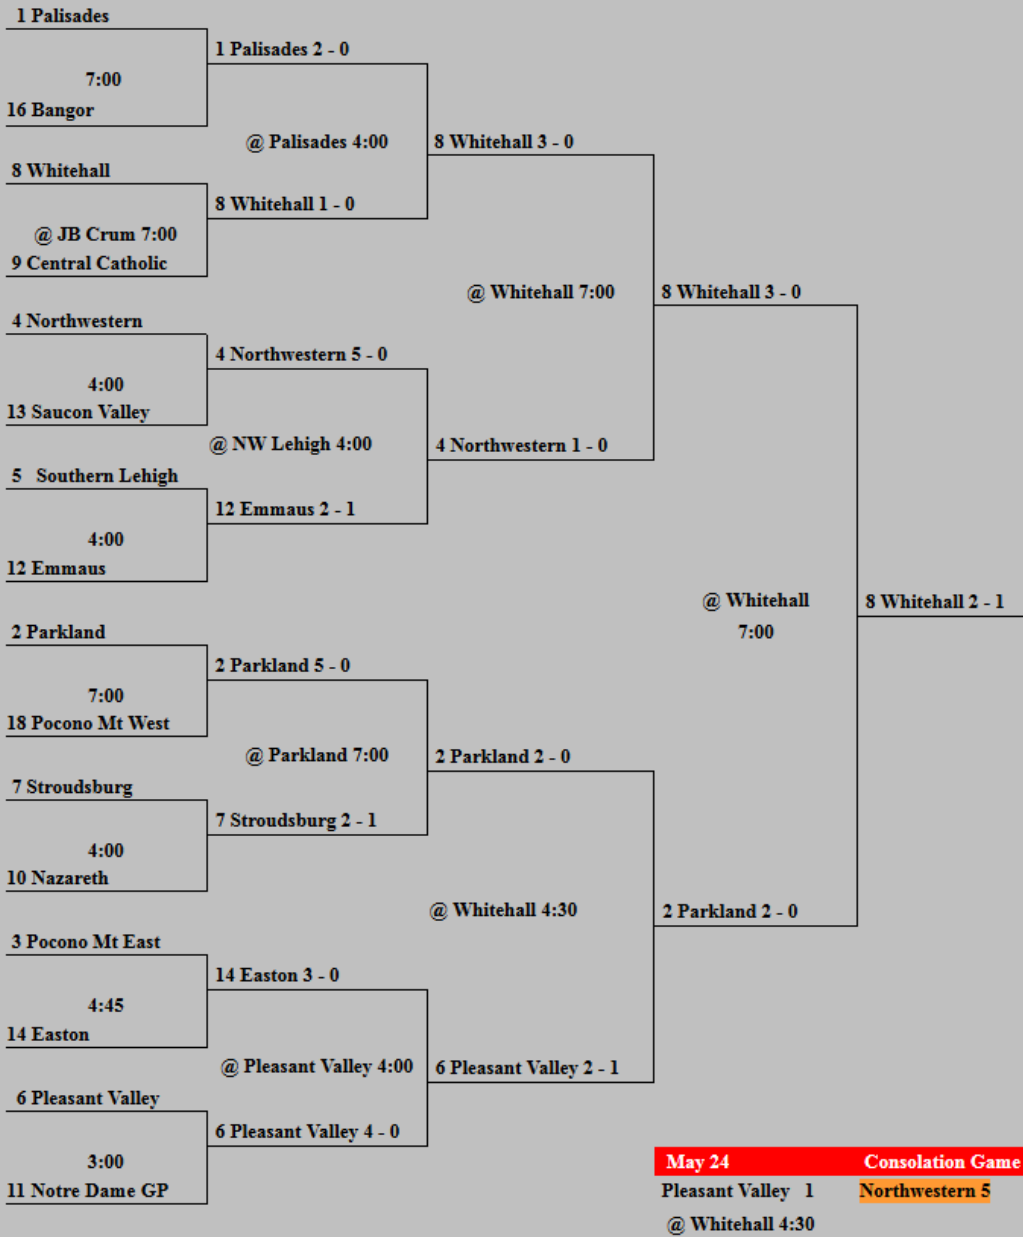 1 Palisades
1 Palisades 2 - 0
7:00
16 Bangor
@ Palisades 4:00
8 Whitehall 3 - 0
8 Whitehall
8 Whitehall 1 - 0
@ JB Crum 7:00
9 Central Catholic
@ Whitehall 7:00
8 Whitehall 3 - 0
4 Northwestern
4 Northwestern 5 - 0
4:00
13 Saucon Valley
@ NW Lehigh 4:00
4 Northwestern 1 - 0
5 Southern Lehigh
12 Emmaus 2 - 1
4:00
12 Emmaus
@ Whitehall
7:00
8 Whitehall 2 - 1
2 Parkland
2 Parkland 5 - 0
7:00
18 Pocono Mt West
@ Parkland 7:00
2 Parkland 2 - 0
7 Stroudsburg
7 Stroudsburg 2 - 1
4:00
10 Nazareth
@ Whitehall 4:30
2 Parkland 2 - 0
3 Pocono Mt East
14 Easton 3 - 0
4:45
14 Easton
@ Pleasant Valley 4:00
6 Pleasant Valley 2 - 1
6 Pleasant Valley
6 Pleasant Valley 4 - 0
3:00
11 Notre Dame GP
May 24 Consolation Game
Pleasant Valley 1 Northwestern 5
@ Whitehall 4:30